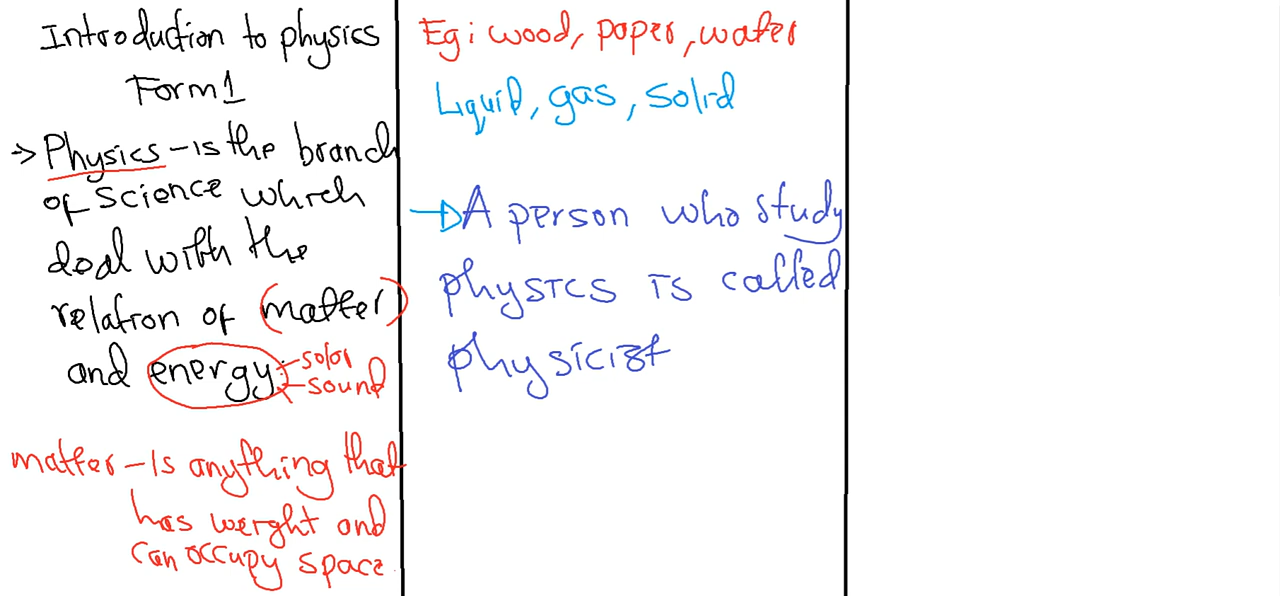 Introduction to physics
Form 1
→ Physics - is the branch
of science which
deal with the
relation of (matter)
and energy: solar
sound
matter - Is anything that
has weight and
Can occupy space
Eg: wood, paper, water
Liquid, gas, solid
→ A person who study
physics is called
physicist